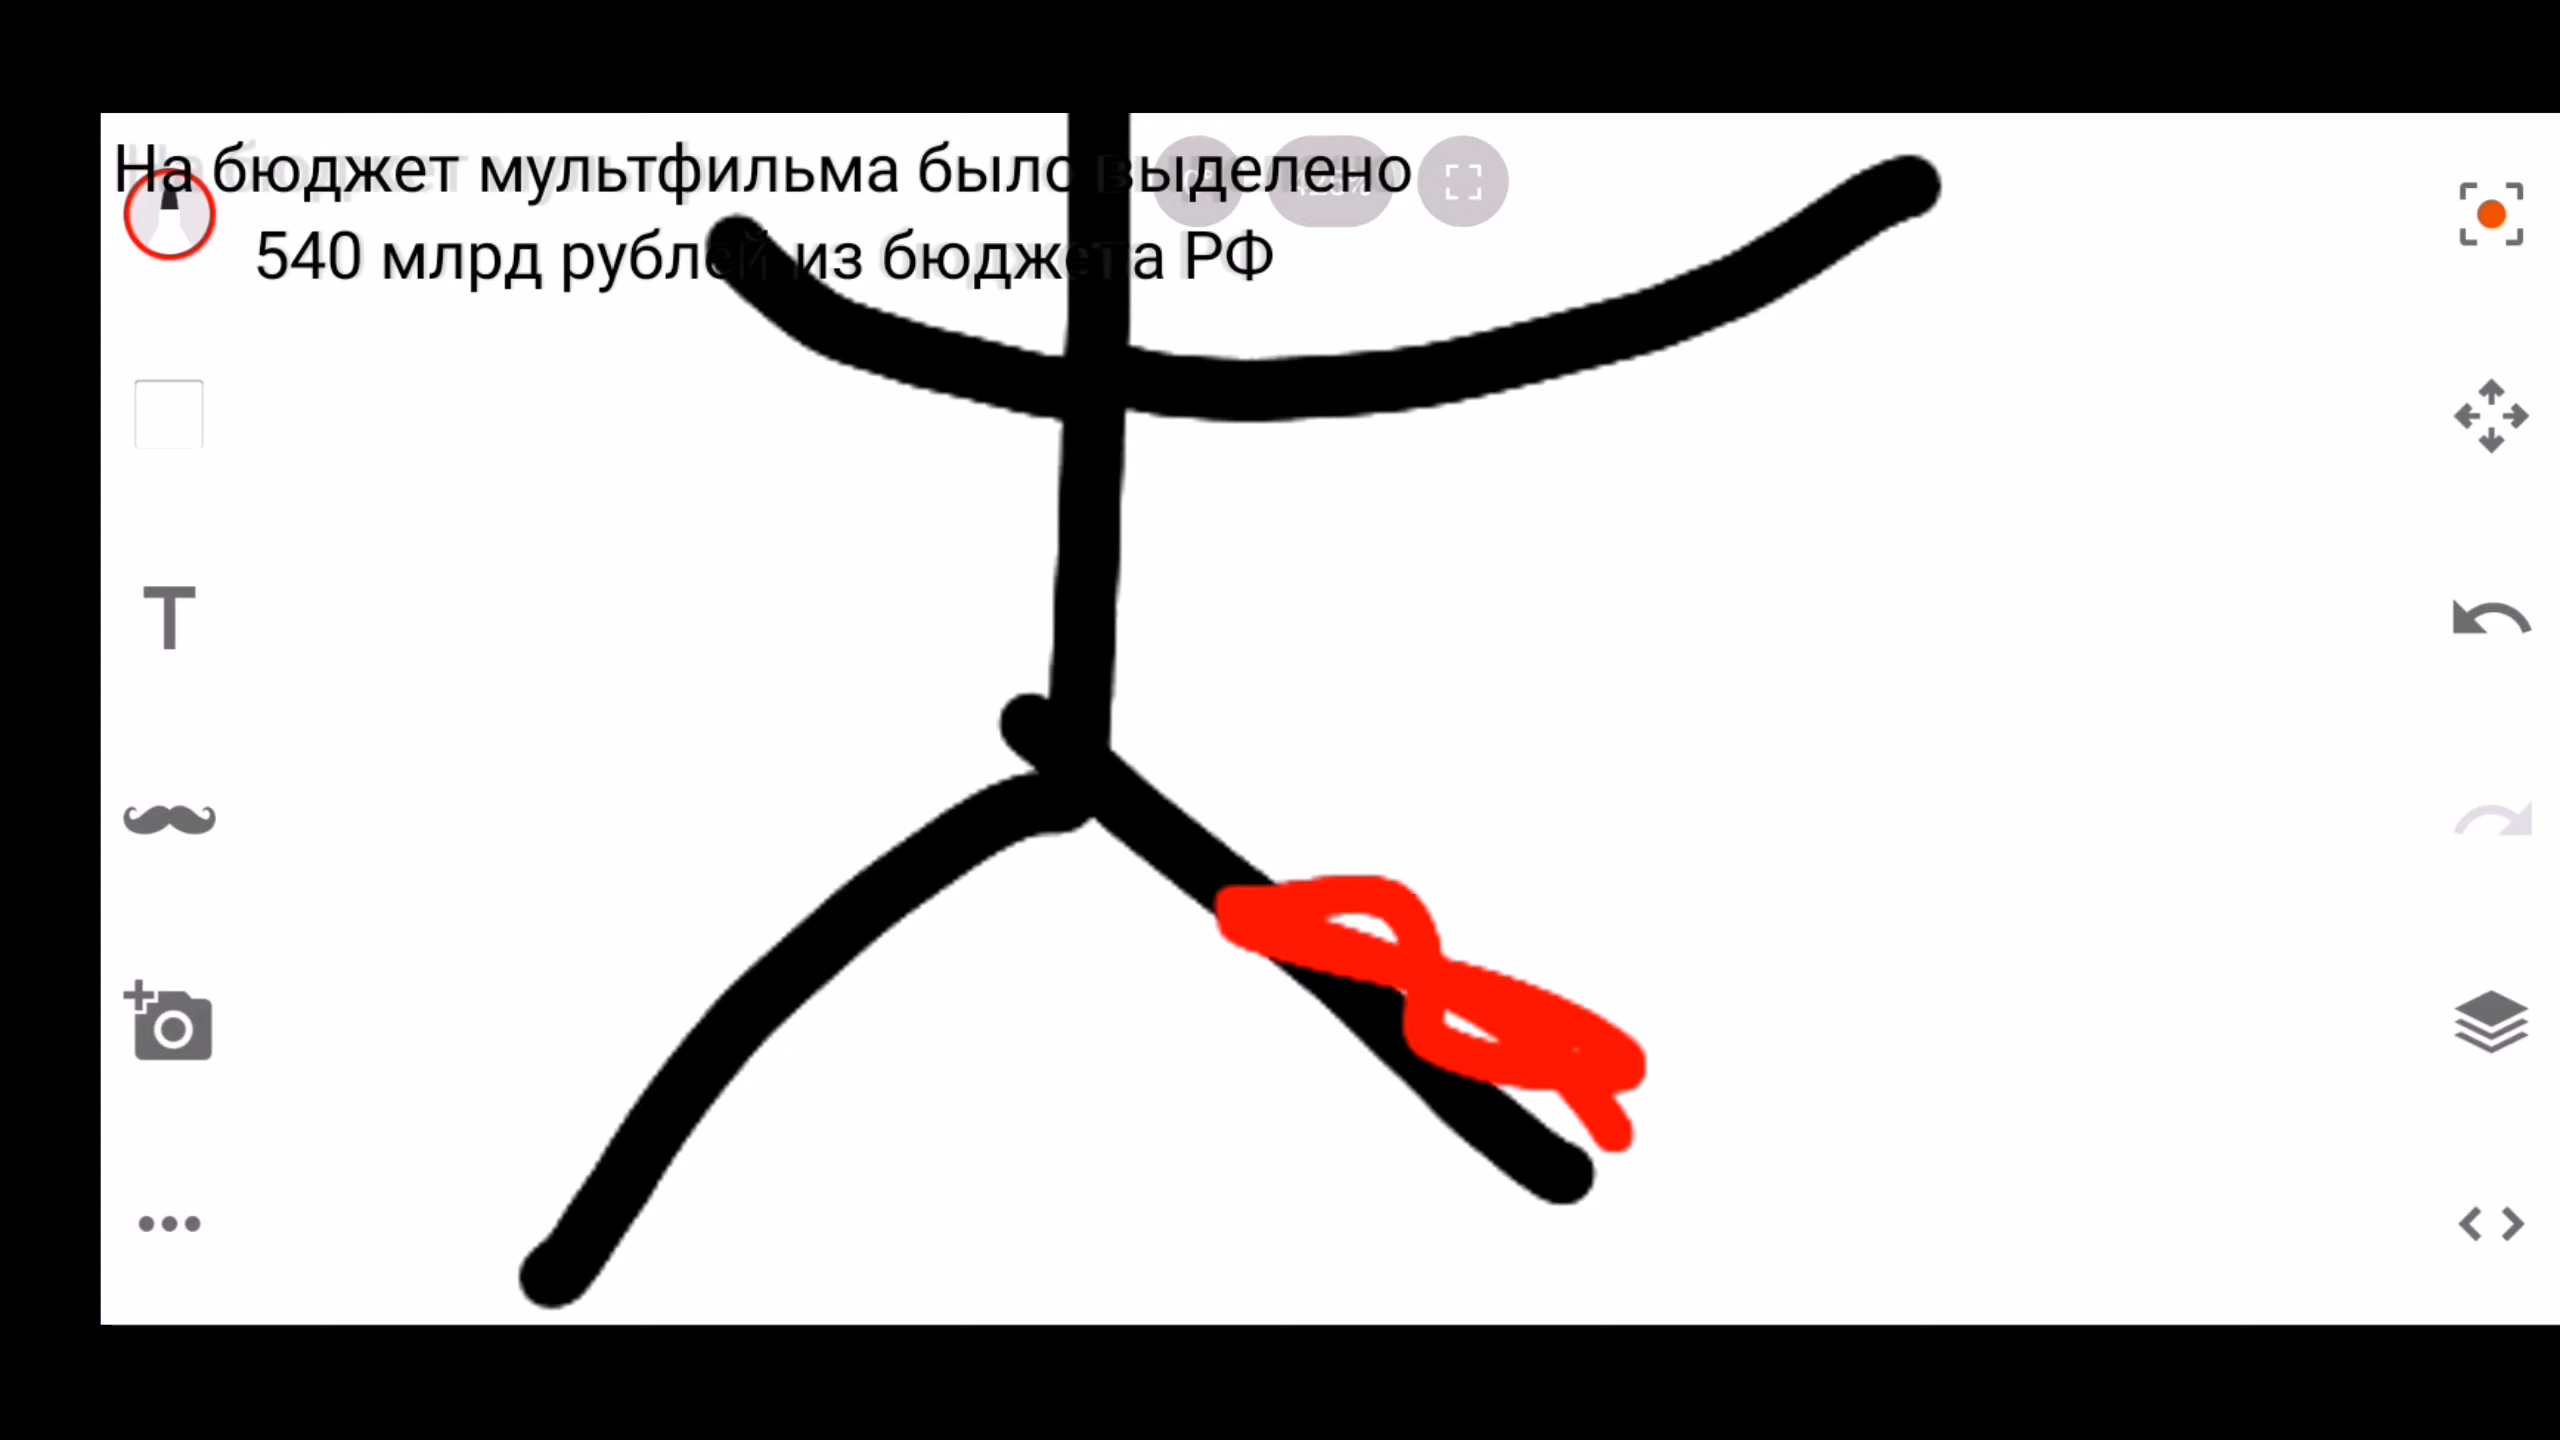 На бюджет мультфильма было выделено
540 млрд рублей из бюджета РФ
T